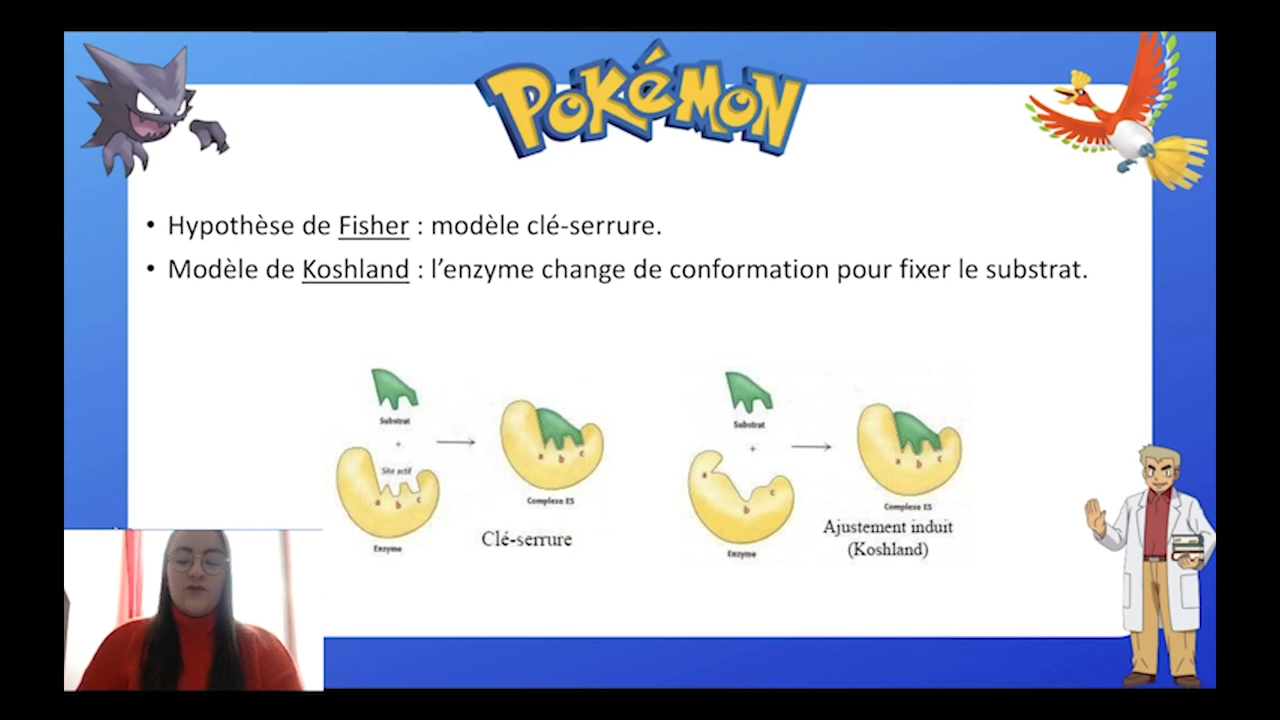 POKéMON
• Hypothèse de Fisher : modèle clé-serrure.
• Modèle de Koshland : l’enzyme change de conformation pour fixer le substrat.
Substrat
+
Site actif
a b c
Enzyme
a b c
Complexe ES
Clé-serrure
Substrat
+
a b c
Enzyme
a b c
Complexe ES
Ajustement induit
(Koshland)